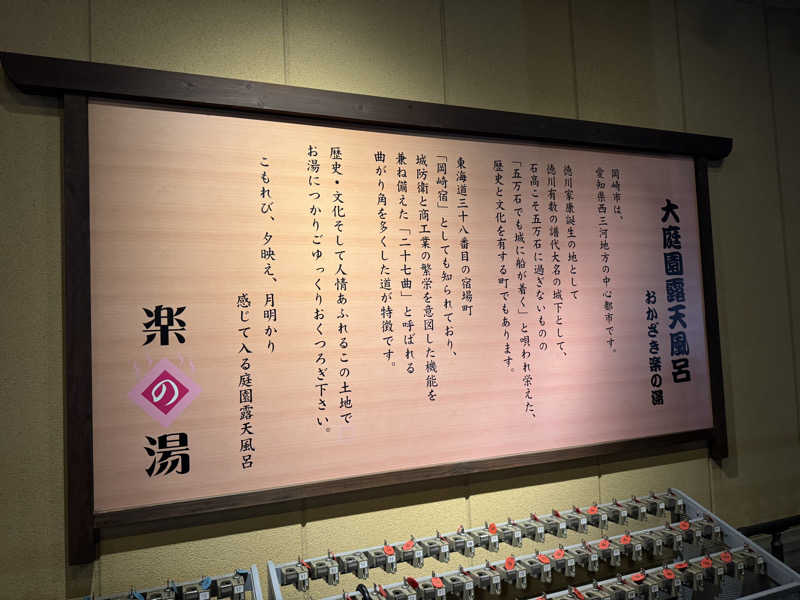 大庭園露天風呂
おかざき楽の湯
岡崎市は、
愛知県西三河地方の中心都市です。
徳川家康誕生の地として
徳川有数の譜代大名の城下として、
石高こそ五万石に過ぎないものの
「五万石でも城に船が着く」と唄われ栄えた、
歴史と文化を有する町でもあります。
東海道三十八番目の宿場町
「岡崎宿」としても知られており、
城防衛と商工業の繁栄を意図した機能を
兼ね備えた「二十七曲」と呼ばれる
曲がり角を多くした道が特徴です。
歴史・文化そして人情あふれるこの土地で
お湯につかりごゆっくりおくつろぎ下さい。
こもれび、夕映え、月明かり
感じて入る庭園露天風呂
楽の湯